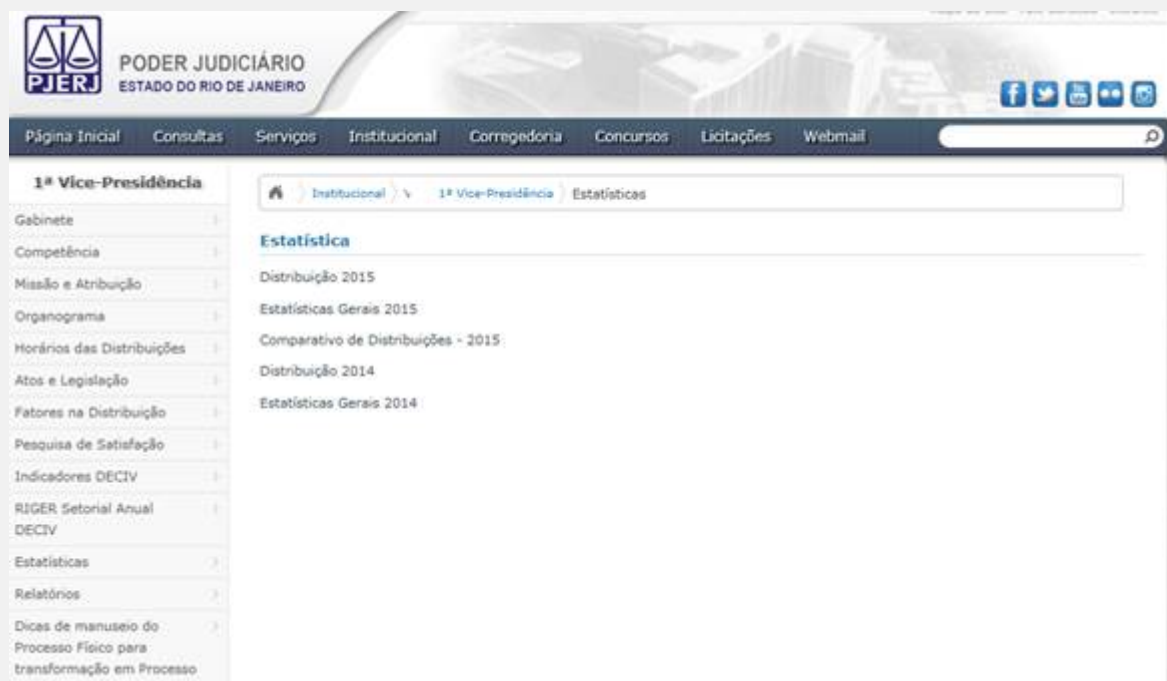 PJERJ
PODER JUDICIÁRIO
ESTADO DO RIO DE JANEIRO
Página Inicial Consultas Serviços Institucional Corregedoria Concursos Licitações Webmail
1ª Vice-Presidência
Gabinete
Competência
Missão e Atribuição
Organograma
Horários das Distribuições
Atos e Legislação
Fatores na Distribuição
Pesquisa de Satisfação
Indicadores DECIV
RIGER Setorial Anual
DECIV
Estatísticas
Relatórios
Dicas de manuseio do
Processo Físico para
transformação em Processo
Institucional 1ª Vice-Presidência Estatísticas
Estatística
Distribuição 2015
Estatísticas Gerais 2015
Comparativo de Distribuições - 2015
Distribuição 2014
Estatísticas Gerais 2014